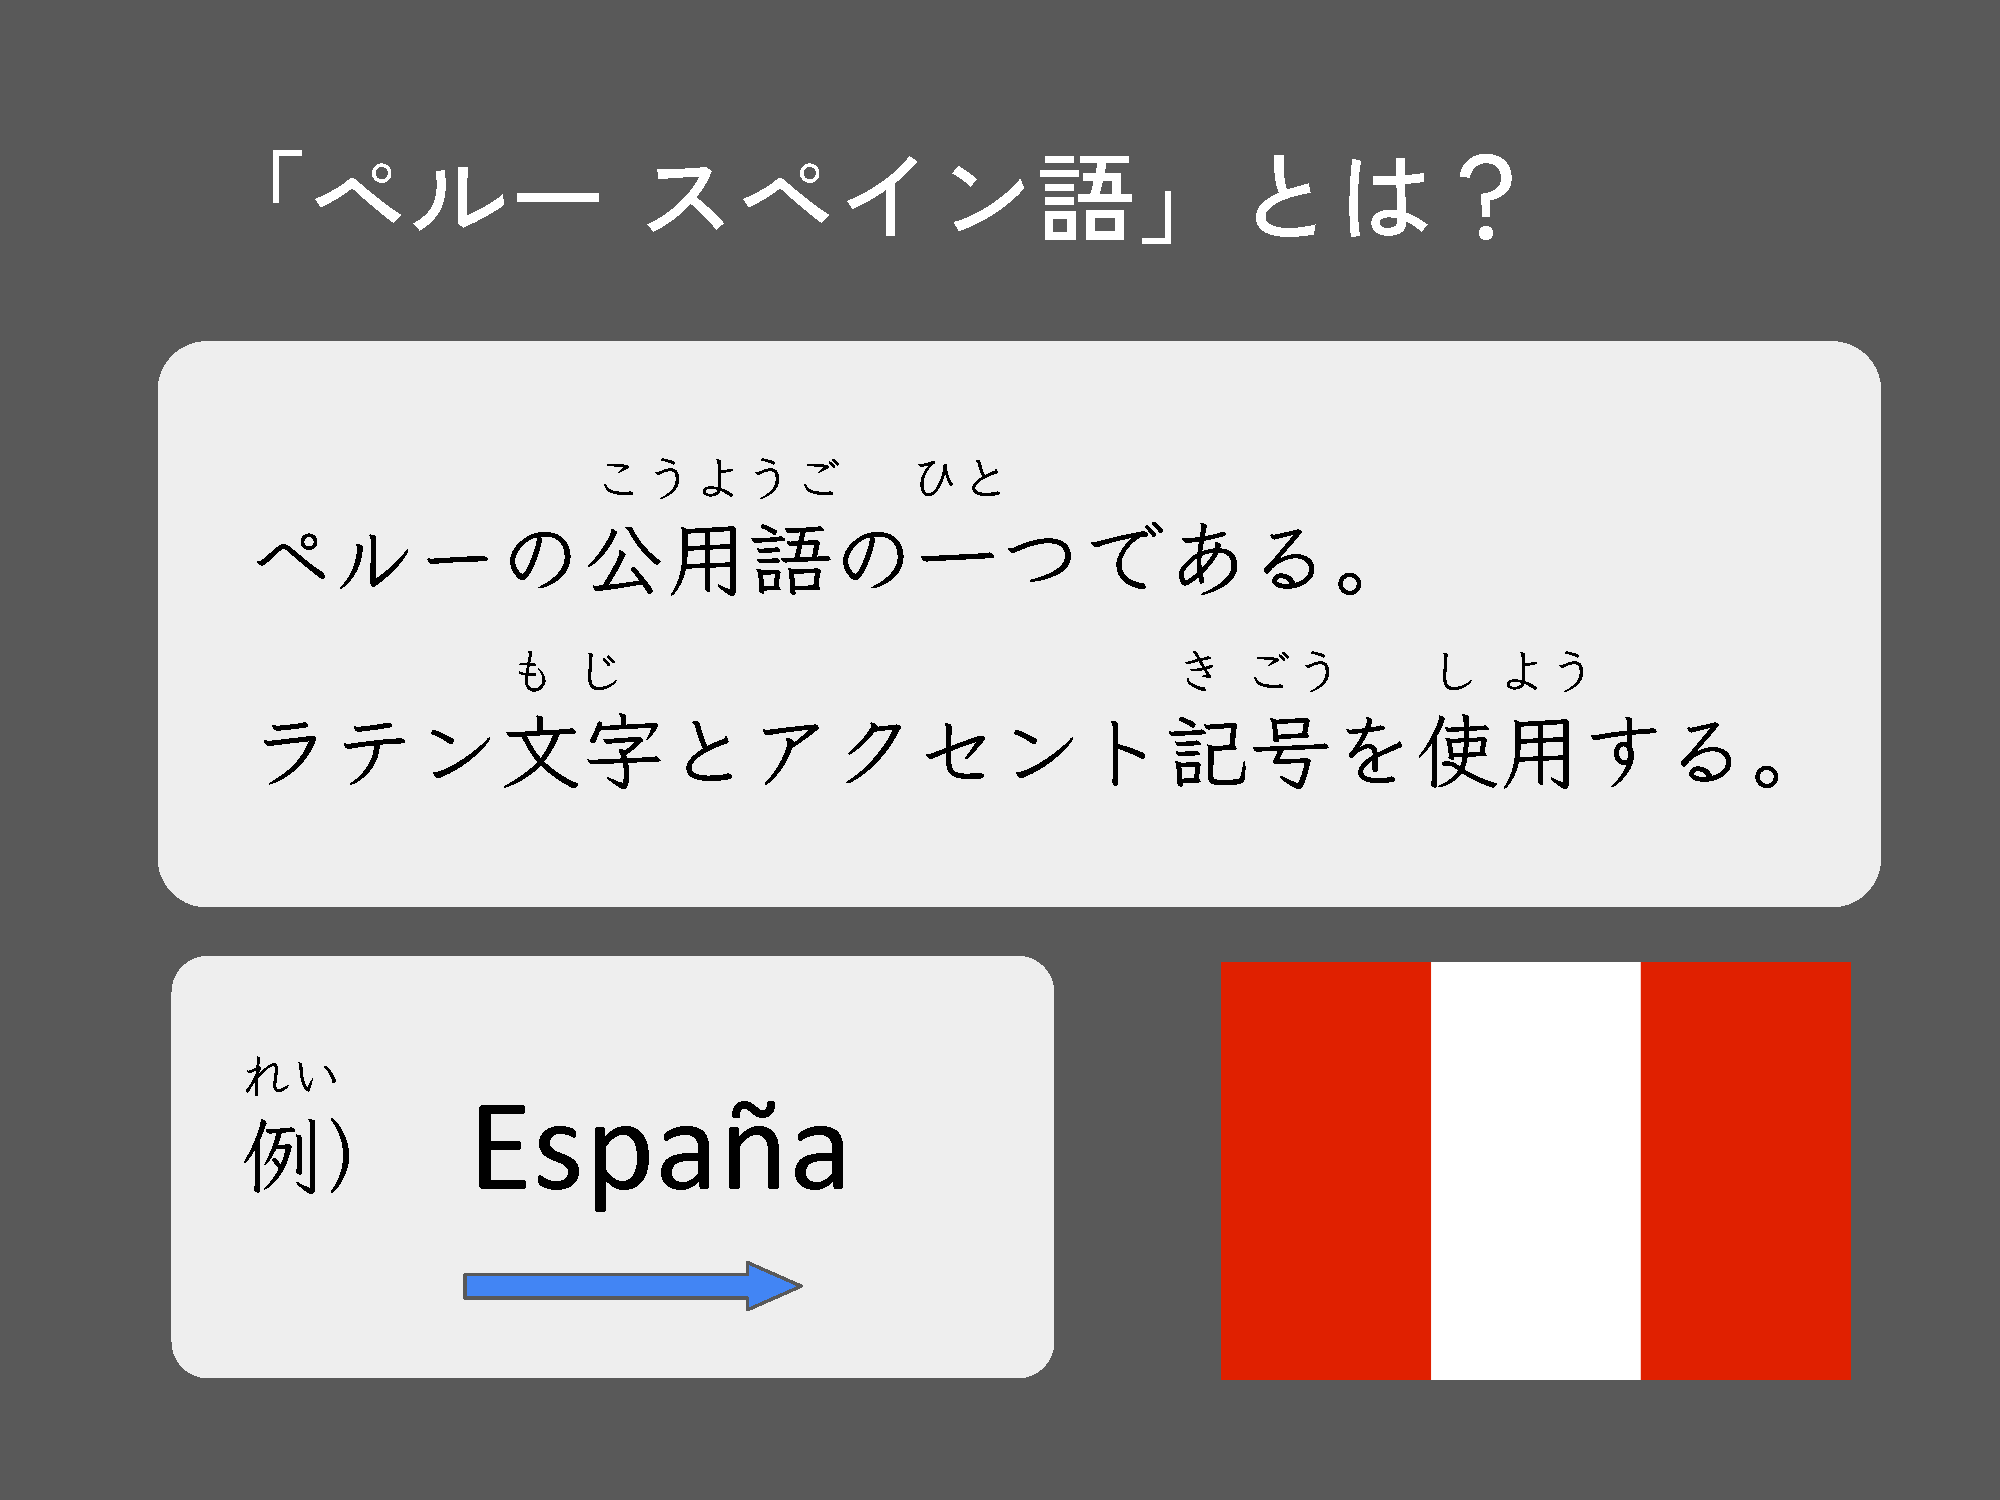 「ペルー スペイン語」とは？
こうようご ひと
ペルーの公用語の一つである。
もじ きごう しよう
ラテン文字とアクセント記号を使用する。
れい
例） España